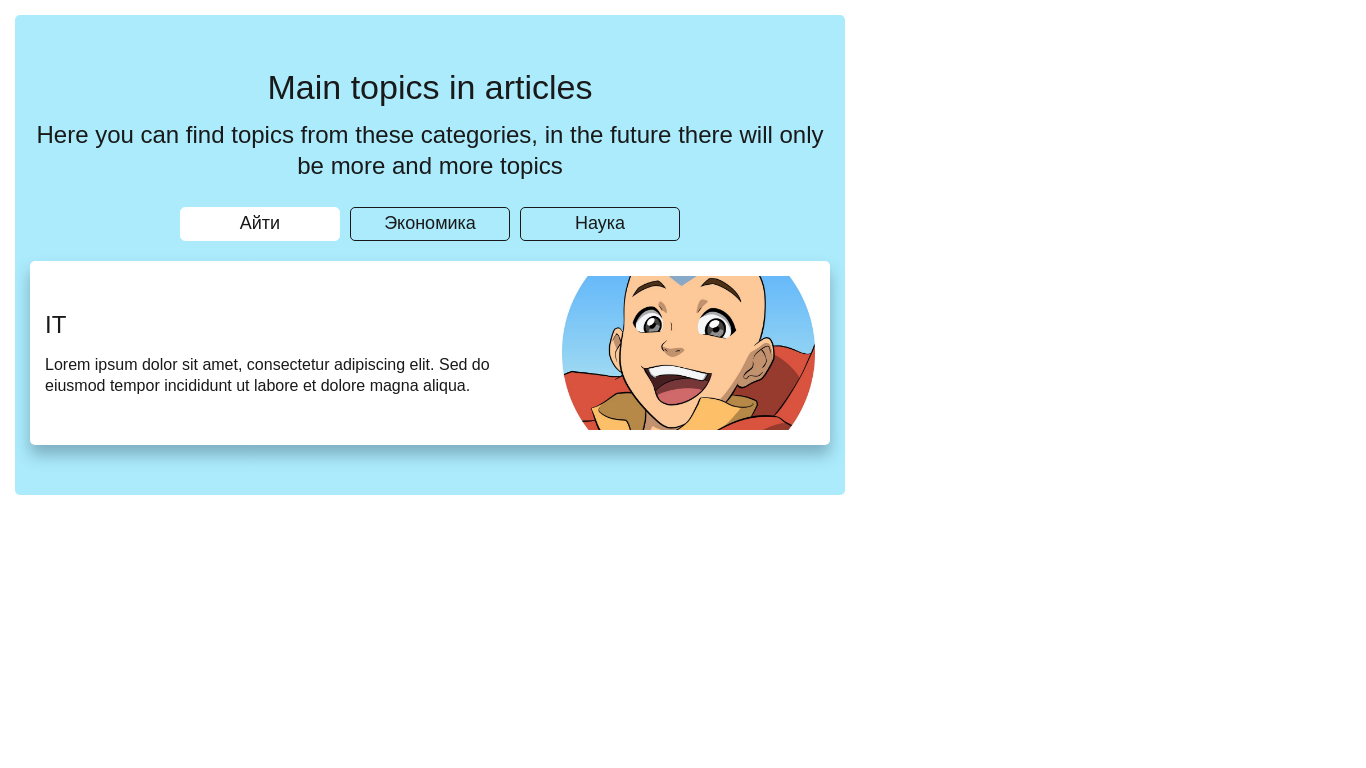 Main topics in articles
Here you can find topics from these categories, in the future there will only
be more and more topics
Айти
Экономика
Наука
IT
Lorem ipsum dolor sit amet, consectetur adipiscing elit. Sed do
eiusmod tempor incididunt ut labore et dolore magna aliqua.